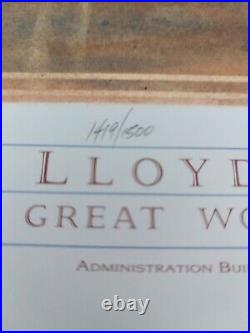 1419/1500
LLOYD
GREAT WO
ADMINISTRATION BUI